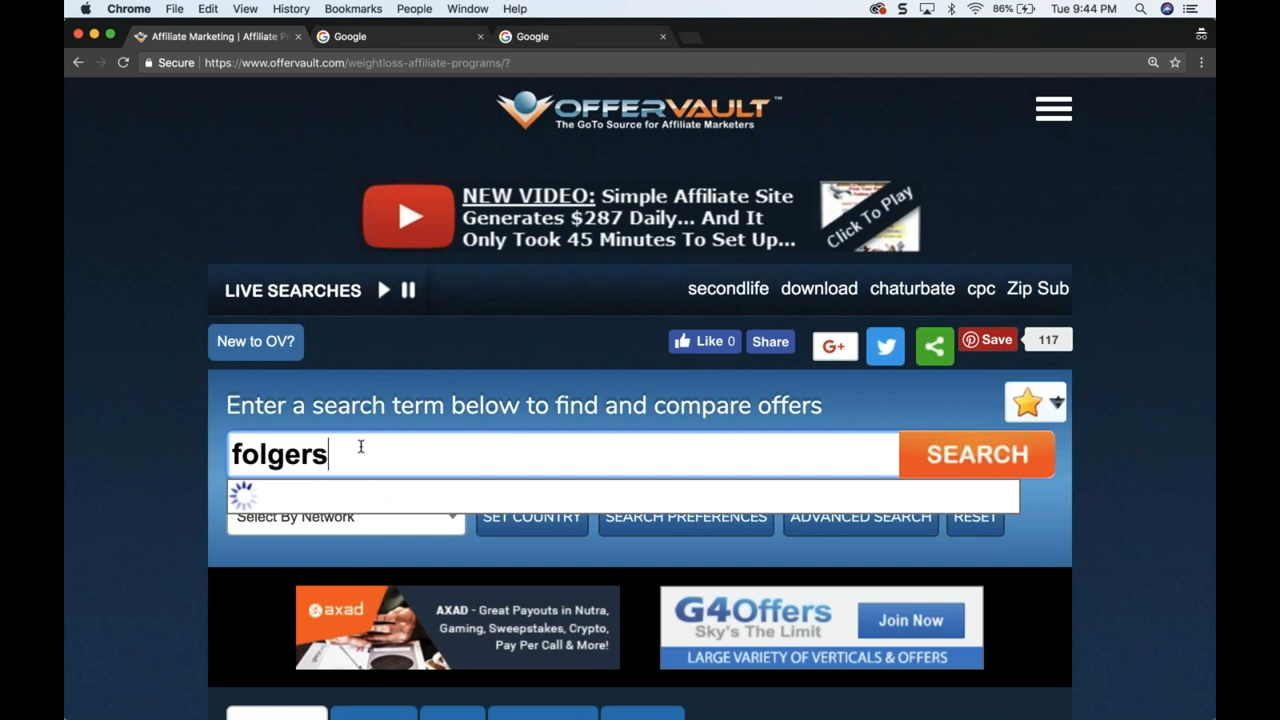 Chrome File Edit View History Bookmarks People Window Help 86% Tue 9:44 PM
Affiliate Marketing | Affiliate Pr Google Google
Secure https://www.offervault.com/weightloss-affiliate-programs/?
OFFERVAULT™
The GoTo Source for Affiliate Marketers
NEW VIDEO: Simple Affiliate Site
Generates $287 Daily... And It
Only Took 45 Minutes To Set Up...
Click To Play
LIVE SEARCHES secondlife download chaturbate cpc Zip Sub
New to OV? Like 0 Share G+ Save 117
Enter a search term below to find and compare offers
folgers SEARCH
Select By Network SET COUNTRY SEARCH PREFERENCES ADVANCED SEARCH RESET
axad
AXAD - Great Payouts in Nutra,
Gaming, Sweepstakes, Crypto,
Pay Per Call & More!
G4Offers
Sky's The Limit
Join Now
LARGE VARIETY OF VERTICALS & OFFERS